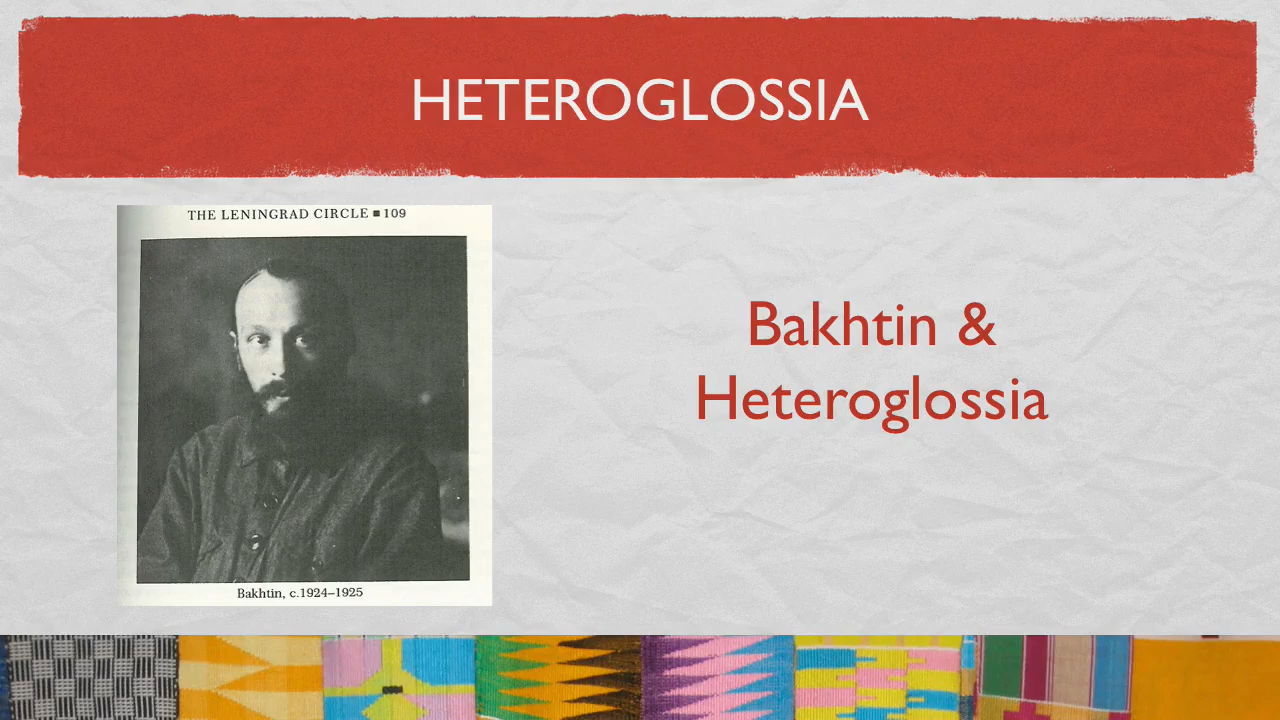 HETEROGLOSSIA
THE LENINGRAD CIRCLE ■ 109
Bakhtin, c.1924–1925
Bakhtin &
Heteroglossia